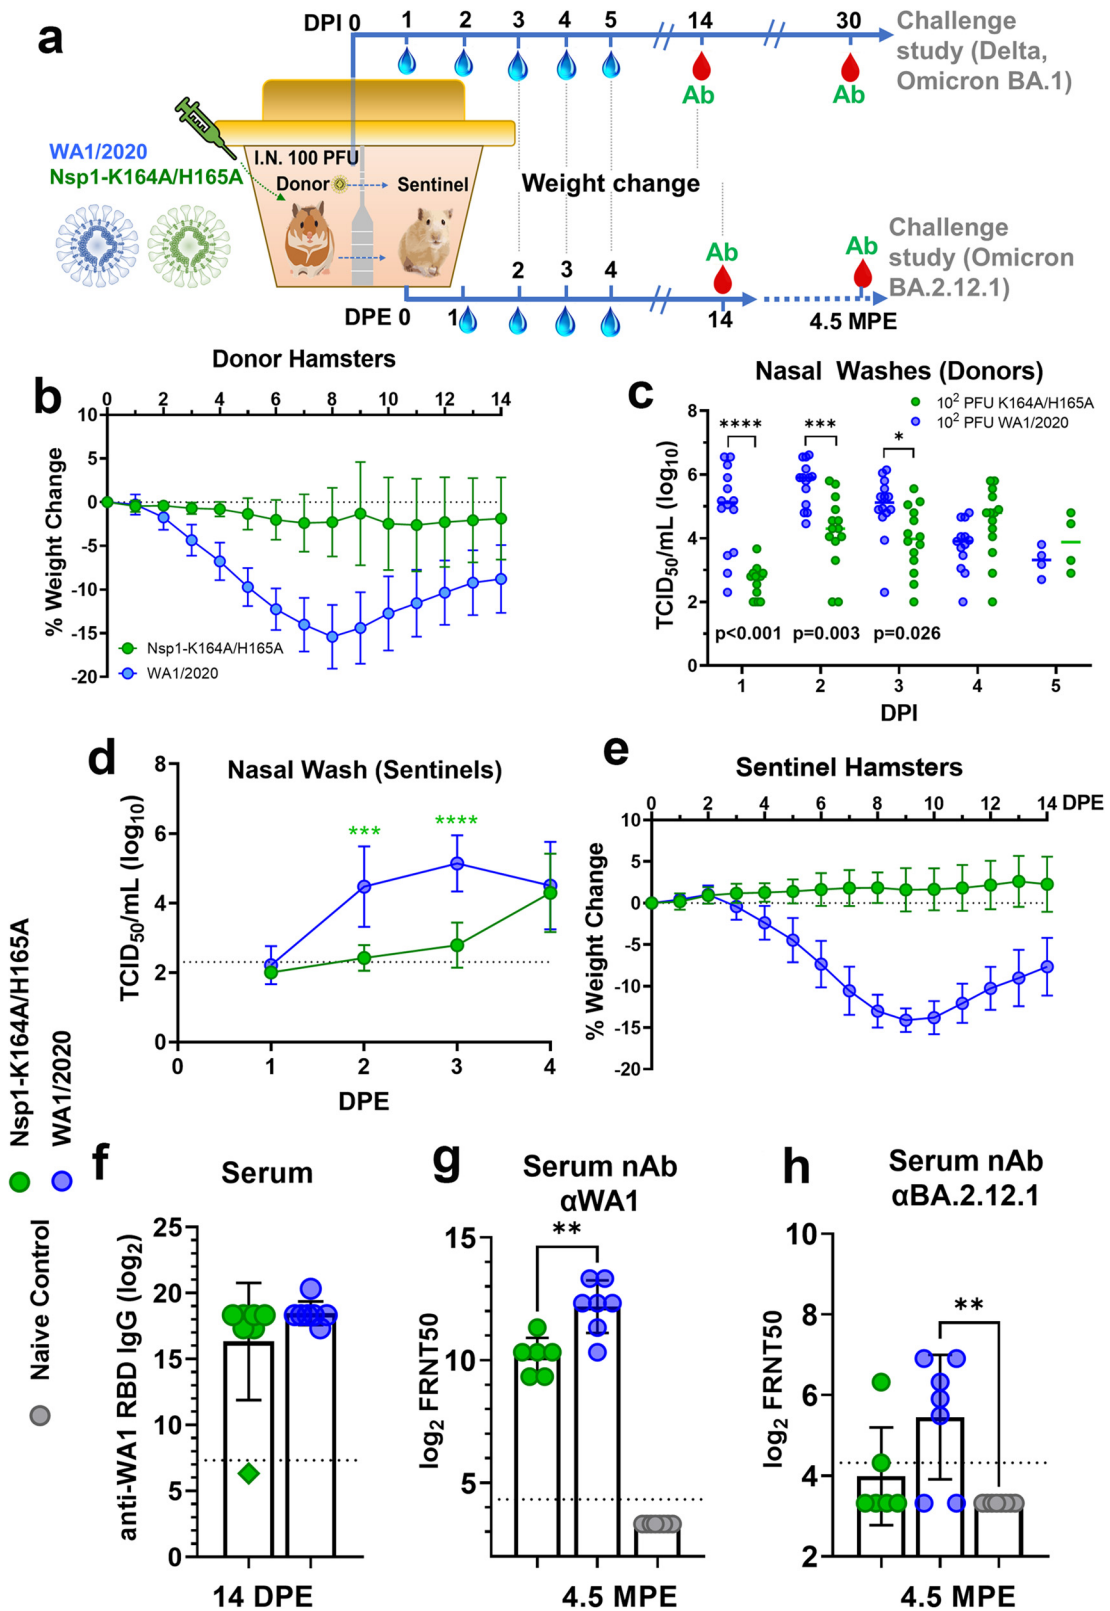 a
DPI 0 1 2 3 4 5 14 30
Challenge
study (Delta,
Omicron BA.1)
Ab Ab
WA1/2020
Nsp1-K164A/H165A
I.N. 100 PFU
Donor Sentinel
Weight change
Ab Ab
Challenge
study (Omicron
BA.2.12.1)
2 3 4
DPE 0 1 14 4.5 MPE
b
Donor Hamsters
0 2 4 6 8 10 12 14
10
5
0
-5
-10
-15
-20
% Weight Change
Nsp1-K164A/H165A
WA1/2020
c
Nasal Washes (Donors)
10² PFU K164A/H165A
10² PFU WA1/2020
**** *** *
8
6
4
2
0
TCID₅₀/mL (log₁₀)
p<0.001 p=0.003 p=0.026
1 2 3 4 5
DPI
d
Nasal Wash (Sentinels)
8
6
4
2
0
TCID₅₀/mL (log₁₀)
*** ****
0 1 2 3 4
DPE
e
Sentinel Hamsters
0 2 4 6 8 10 12 14 DPE
10
5
0
-5
-10
-15
-20
% Weight Change
Nsp1-K164A/H165A
WA1/2020
Naive Control
f
Serum
25
20
15
10
5
0
anti-WA1 RBD IgG (log₂)
14 DPE
g
Serum nAb
αWA1
**
15
10
5
log₂ FRNT50
4.5 MPE
h
Serum nAb
αBA.2.12.1
**
10
8
6
4
2
log₂ FRNT50
4.5 MPE